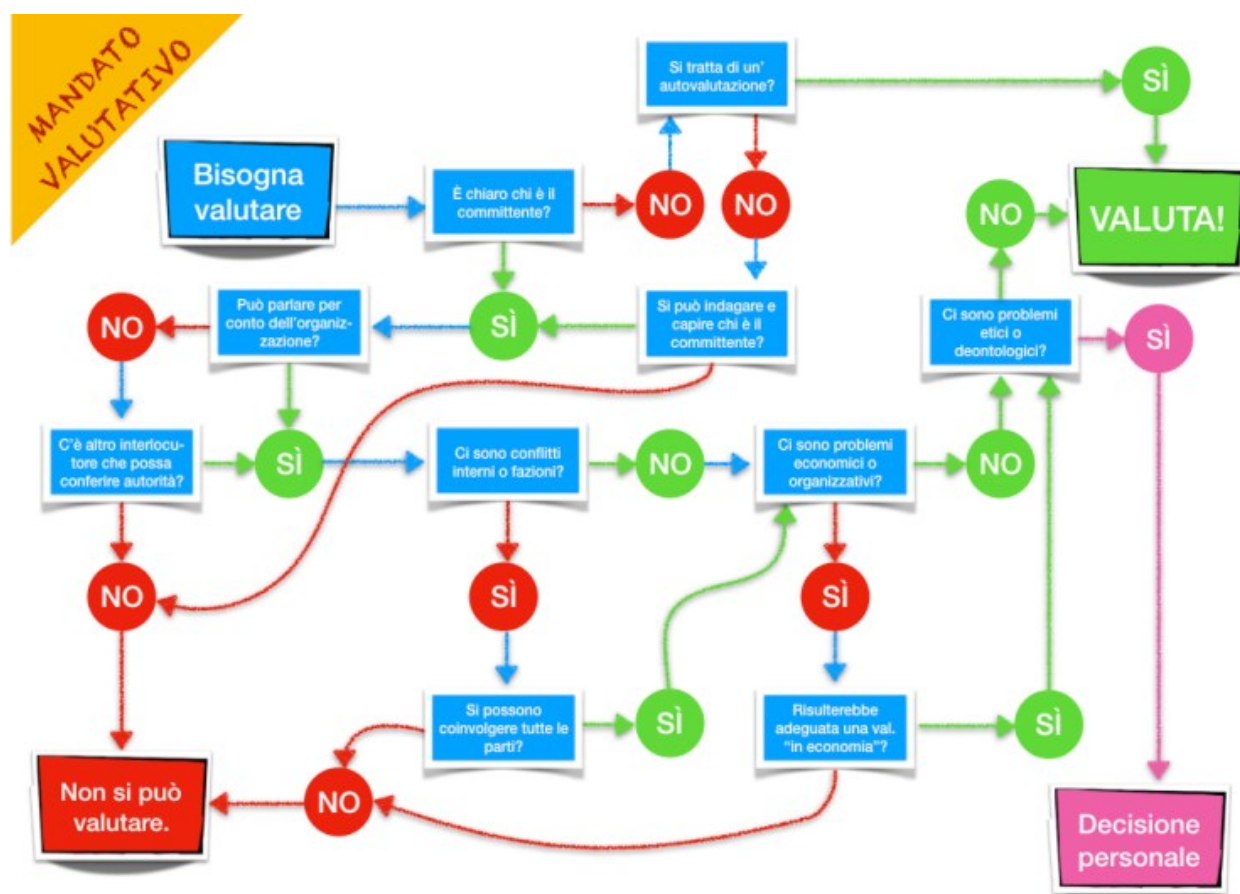 MANDATO
VALUTATIVO
Si tratta di un'
autovalutazione?
SÌ
Bisogna
valutare
È chiaro chi è il
committente?
NO
NO
NO
VALUTA!
NO
Può parlare per
conto dell'organiz-
zazione?
SÌ
Si può indagare e
capire chi è il
committente?
Ci sono problemi
etici o
deontologici?
SÌ
C'è altro interlocu-
tore che possa
conferire autorità?
SÌ
Ci sono conflitti
interni o fazioni?
NO
Ci sono problemi
economici o
organizzativi?
NO
NO
SÌ
SÌ
Si possono
coinvolgere tutte le
parti?
SÌ
Risulterebbe
adeguata una val.
"in economia"?
SÌ
Non si può
valutare.
NO
Decisione
personale